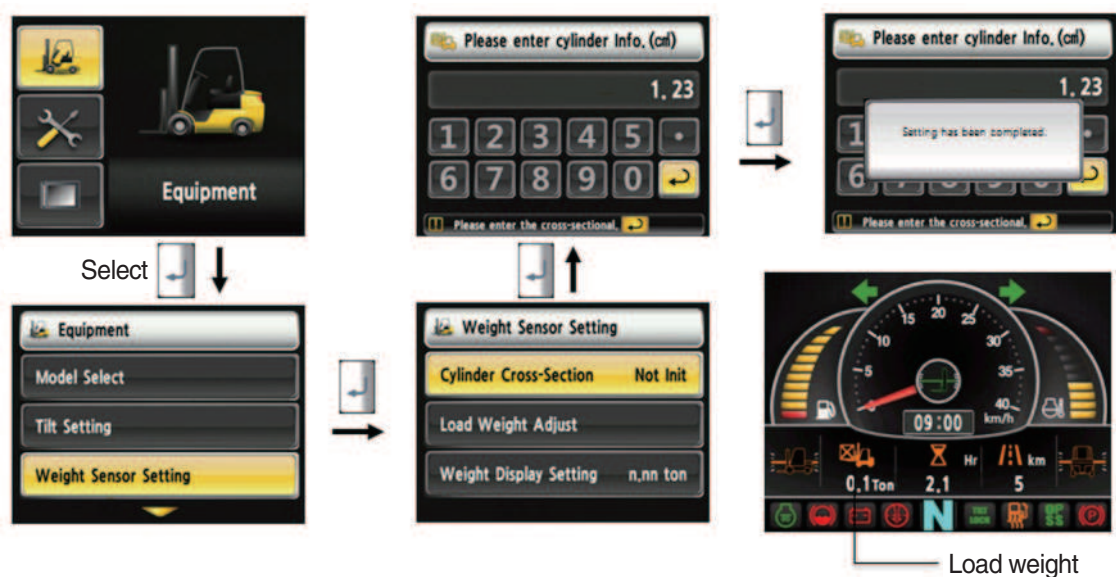 Equipment
Select
Equipment
Model Select
Tilt Setting
Weight Sensor Setting
Weight Sensor Setting
Cylinder Cross-Section Not Init
Load Weight Adjust
Weight Display Setting n.nn ton
Please enter cylinder Info. (㎠)
1.23
1 2 3 4 5 .
6 7 8 9 0
Please enter the cross-sectional.
Please enter cylinder Info. (㎠)
1.23
Setting has been completed.
Please enter the cross-sectional.
5 10 15 20 25 30 35 40
km/h
09:00
Hr km
0.1 Ton 2.1 5
N
Load weight